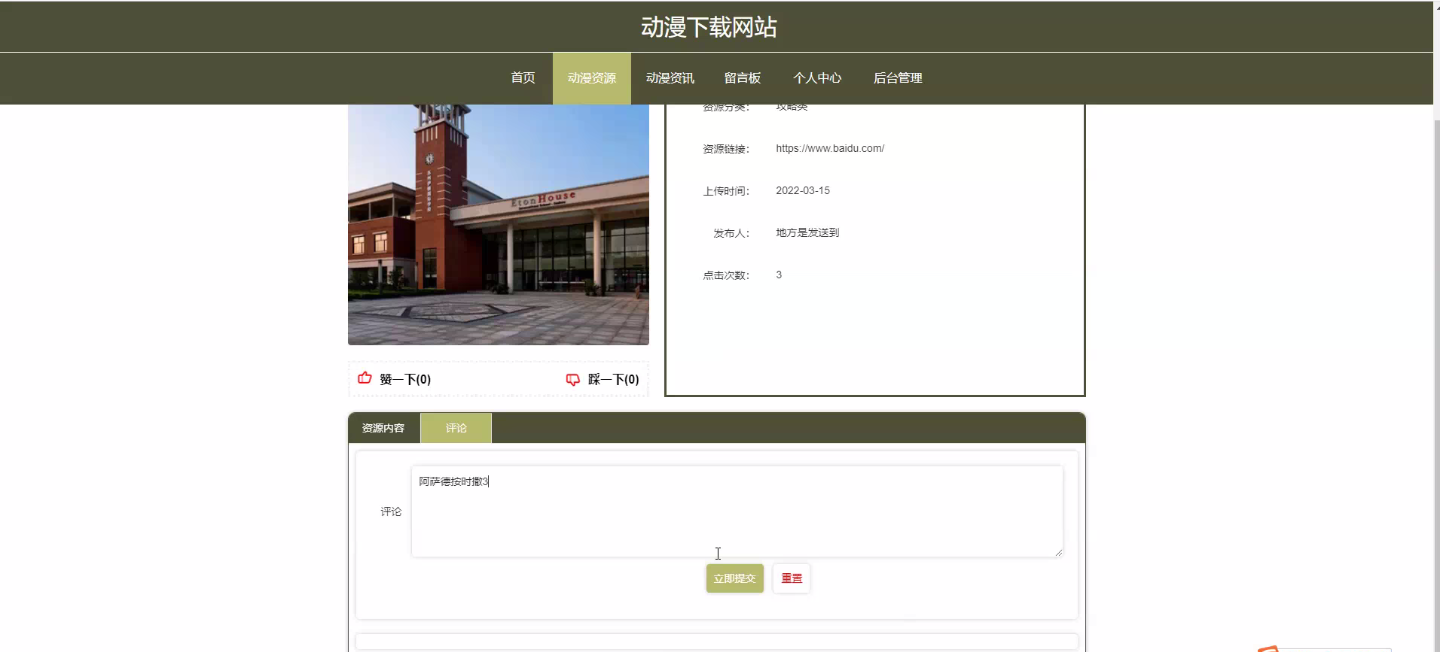 动漫下载网站
首页 动漫资源 动漫资讯 留言板 个人中心 后台管理
资源分类： 攻略类
资源链接： https://www.baidu.com/
上传时间： 2022-03-15
发布人： 地方是发送到
点击次数： 3
EtonHouse
赞一下(0) 踩一下(0)
资源内容 评论
评论 阿萨德按时撒3
立即提交 重置